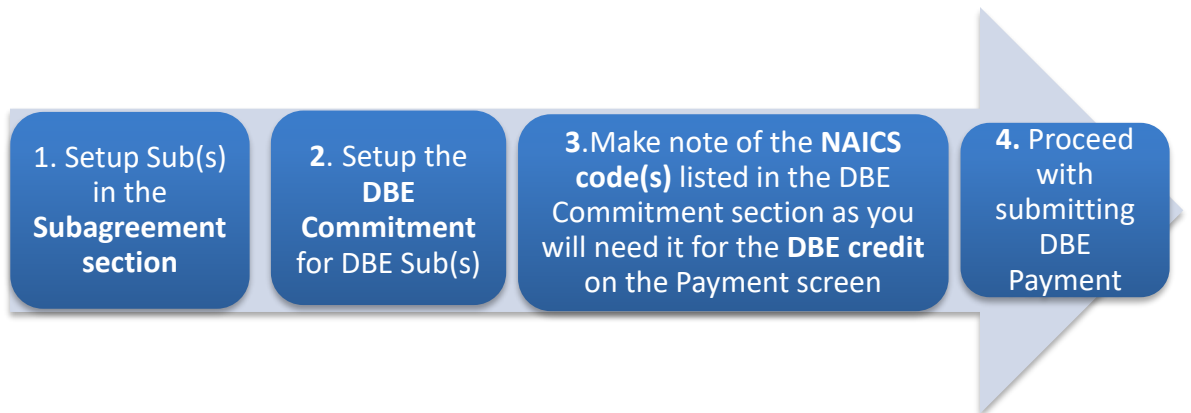 1. Setup Sub(s)
in the
Subagreement
section
2. Setup the
DBE
Commitment
for DBE Sub(s)
3.Make note of the NAICS
code(s) listed in the DBE
Commitment section as you
will need it for the DBE credit
on the Payment screen
4. Proceed
with
submitting
DBE
Payment